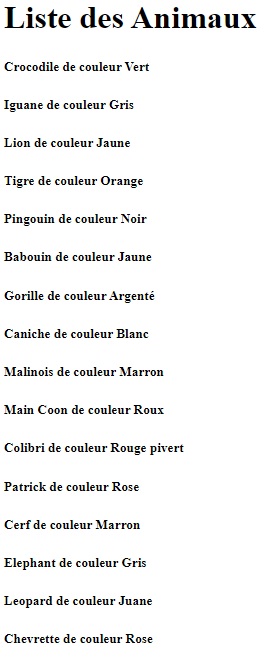 Liste des Animaux
Crocodile de couleur Vert
Iguane de couleur Gris
Lion de couleur Jaune
Tigre de couleur Orange
Pingouin de couleur Noir
Babouin de couleur Jaune
Gorille de couleur Argenté
Caniche de couleur Blanc
Malinois de couleur Marron
Main Coon de couleur Roux
Colibri de couleur Rouge pivert
Patrick de couleur Rose
Cerf de couleur Marron
Elephant de couleur Gris
Leopard de couleur Juane
Chevrette de couleur Rose